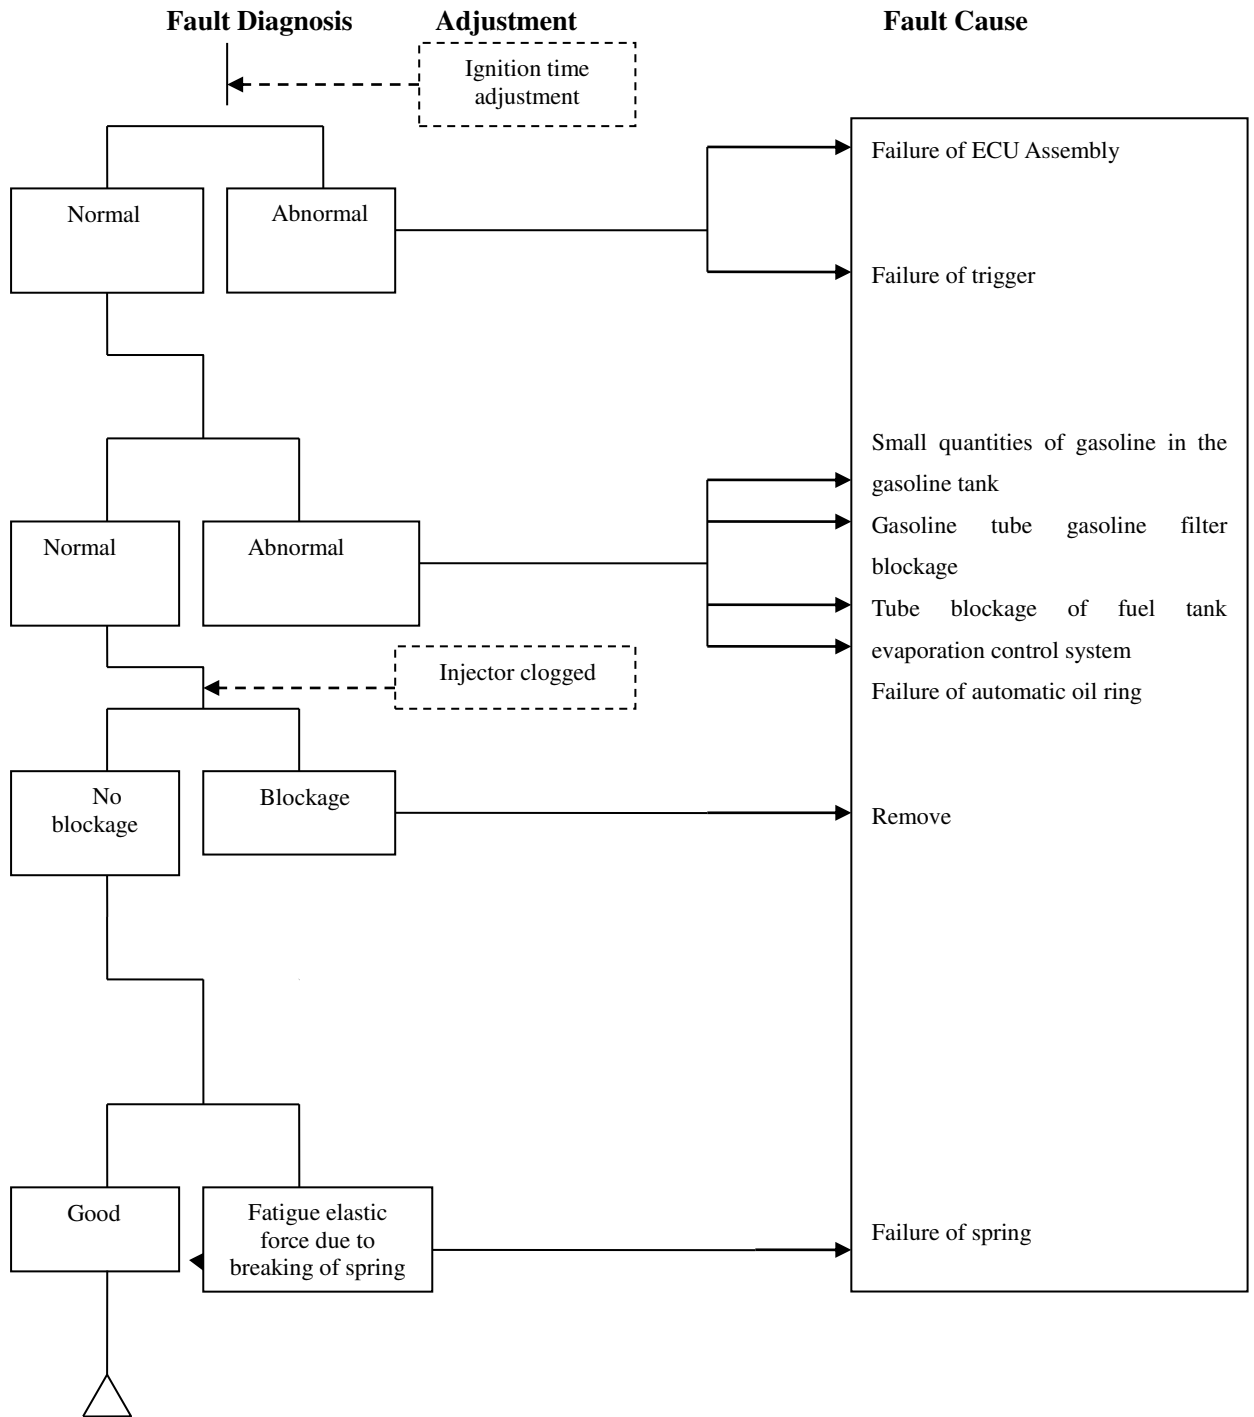 Fault Diagnosis Adjustment Fault Cause
Ignition time
adjustment
Failure of ECU Assembly
Normal
Abnormal
Failure of trigger
Small quantities of gasoline in the
gasoline tank
Gasoline tube gasoline filter
blockage
Normal
Abnormal
Tube blockage of fuel tank
evaporation control system
Injector clogged
Failure of automatic oil ring
No
blockage
Blockage
Remove
Good
Fatigue elastic
force due to
breaking of spring
Failure of spring